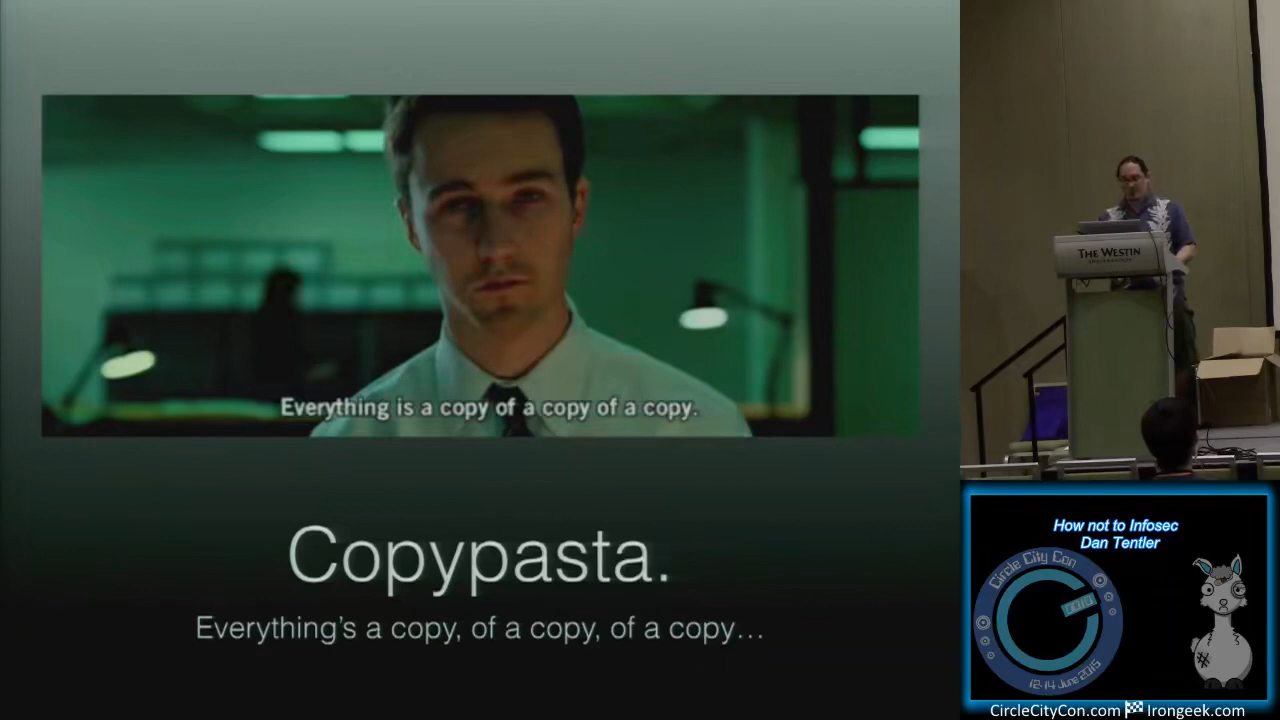 Everything is a copy of a copy of a copy.
Copypasta.
Everything's a copy, of a copy, of a copy...
THE WESTIN
How not to Infosec
Dan Tentler
Circle City Con
12-14 June 2015
CircleCityCon.com Irongeek.com